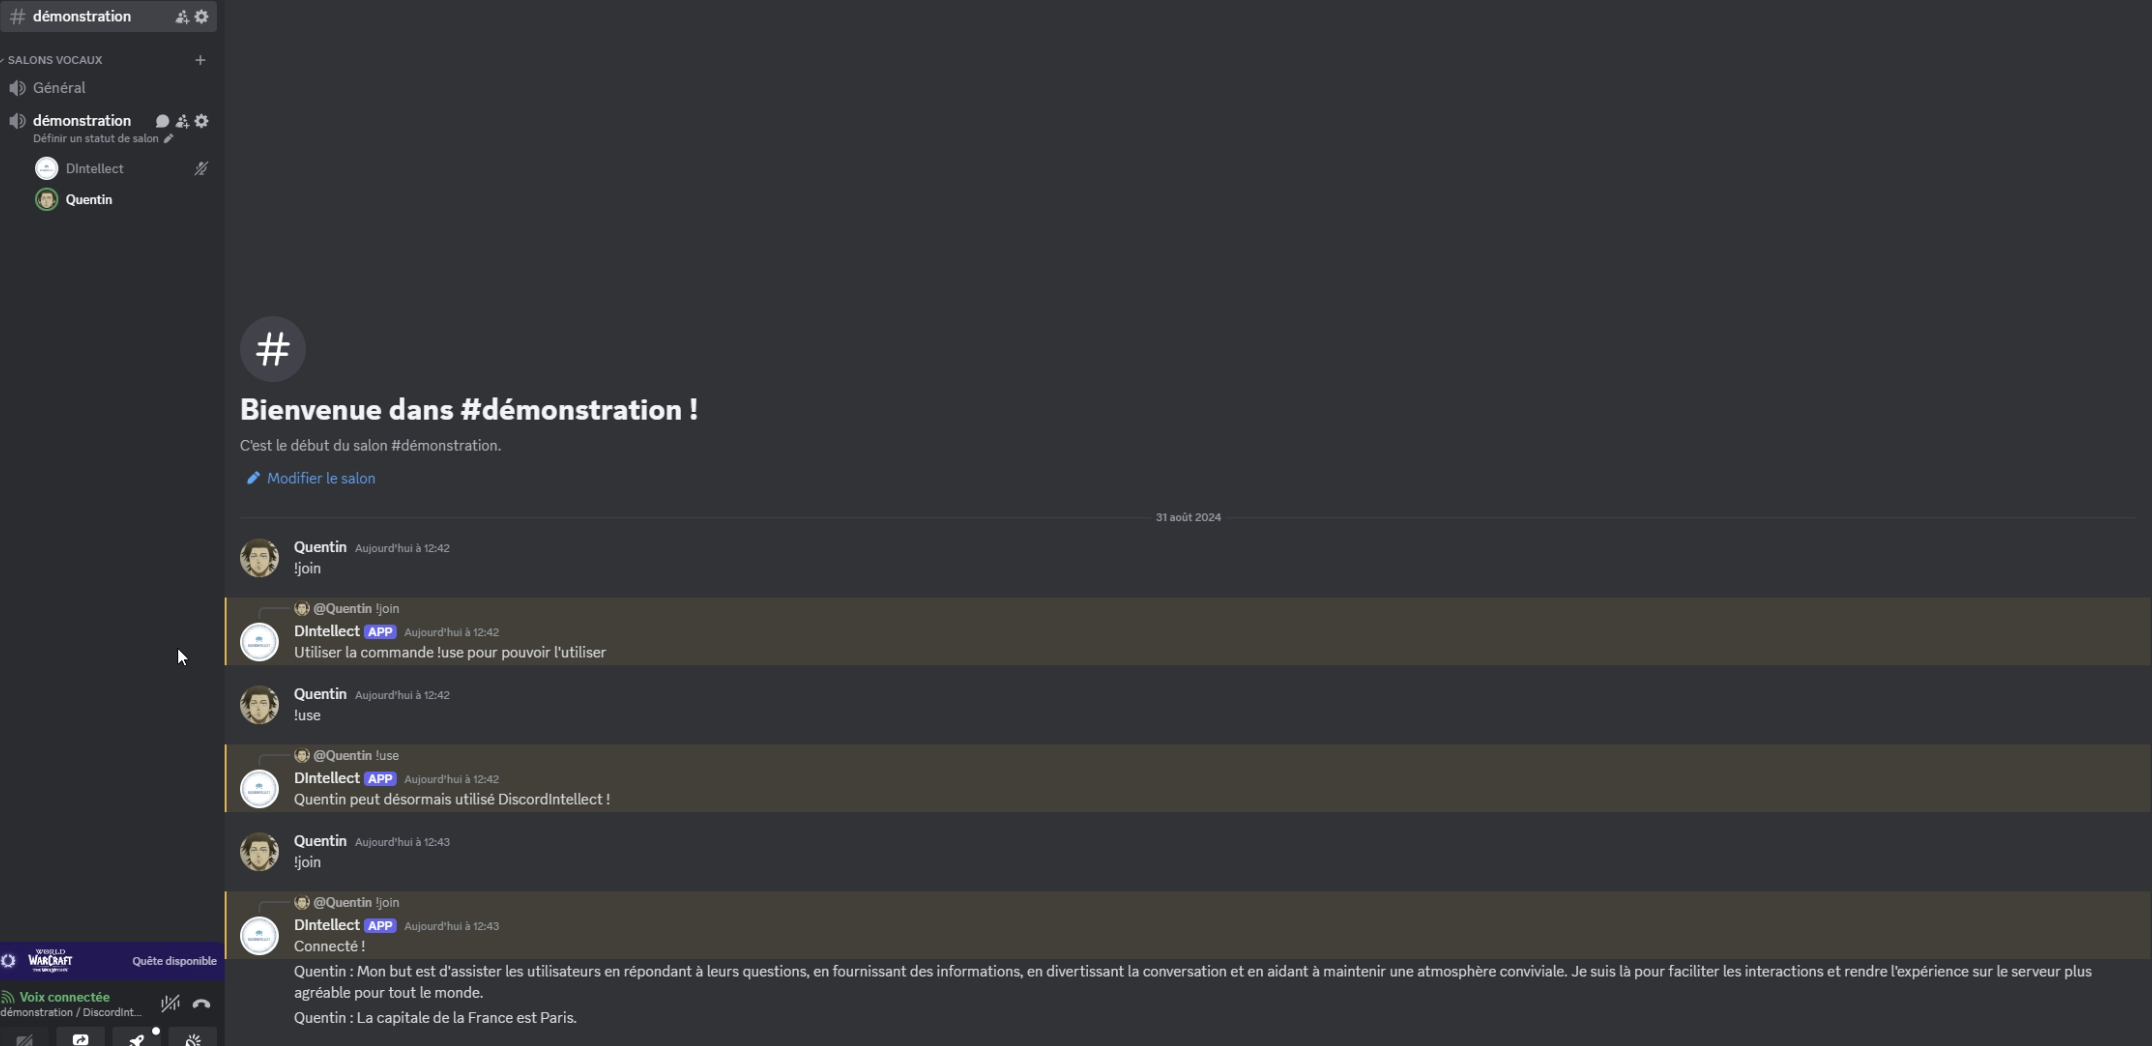 démonstration
SALONS VOCAUX
Général
démonstration
Définir un statut de salon
DIntellect
Quentin
WORLD
WARCRAFT
Quête disponible
Voix connectée
démonstration / DiscordInt...
#
Bienvenue dans #démonstration !
C'est le début du salon #démonstration.
Modifier le salon
31 août 2024
Quentin Aujourd'hui à 12:42
!join
@Quentin !join
DIntellect APP Aujourd'hui à 12:42
Utiliser la commande !use pour pouvoir l'utiliser
Quentin Aujourd'hui à 12:42
!use
@Quentin !use
DIntellect APP Aujourd'hui à 12:42
Quentin peut désormais utilisé DiscordIntellect !
Quentin Aujourd'hui à 12:43
!join
@Quentin !join
DIntellect APP Aujourd'hui à 12:43
Connecté !
Quentin : Mon but est d'assister les utilisateurs en répondant à leurs questions, en fournissant des informations, en divertissant la conversation et en aidant à maintenir une atmosphère conviviale. Je suis là pour faciliter les interactions et rendre l'expérience sur le serveur plus
agréable pour tout le monde.
Quentin : La capitale de la France est Paris.